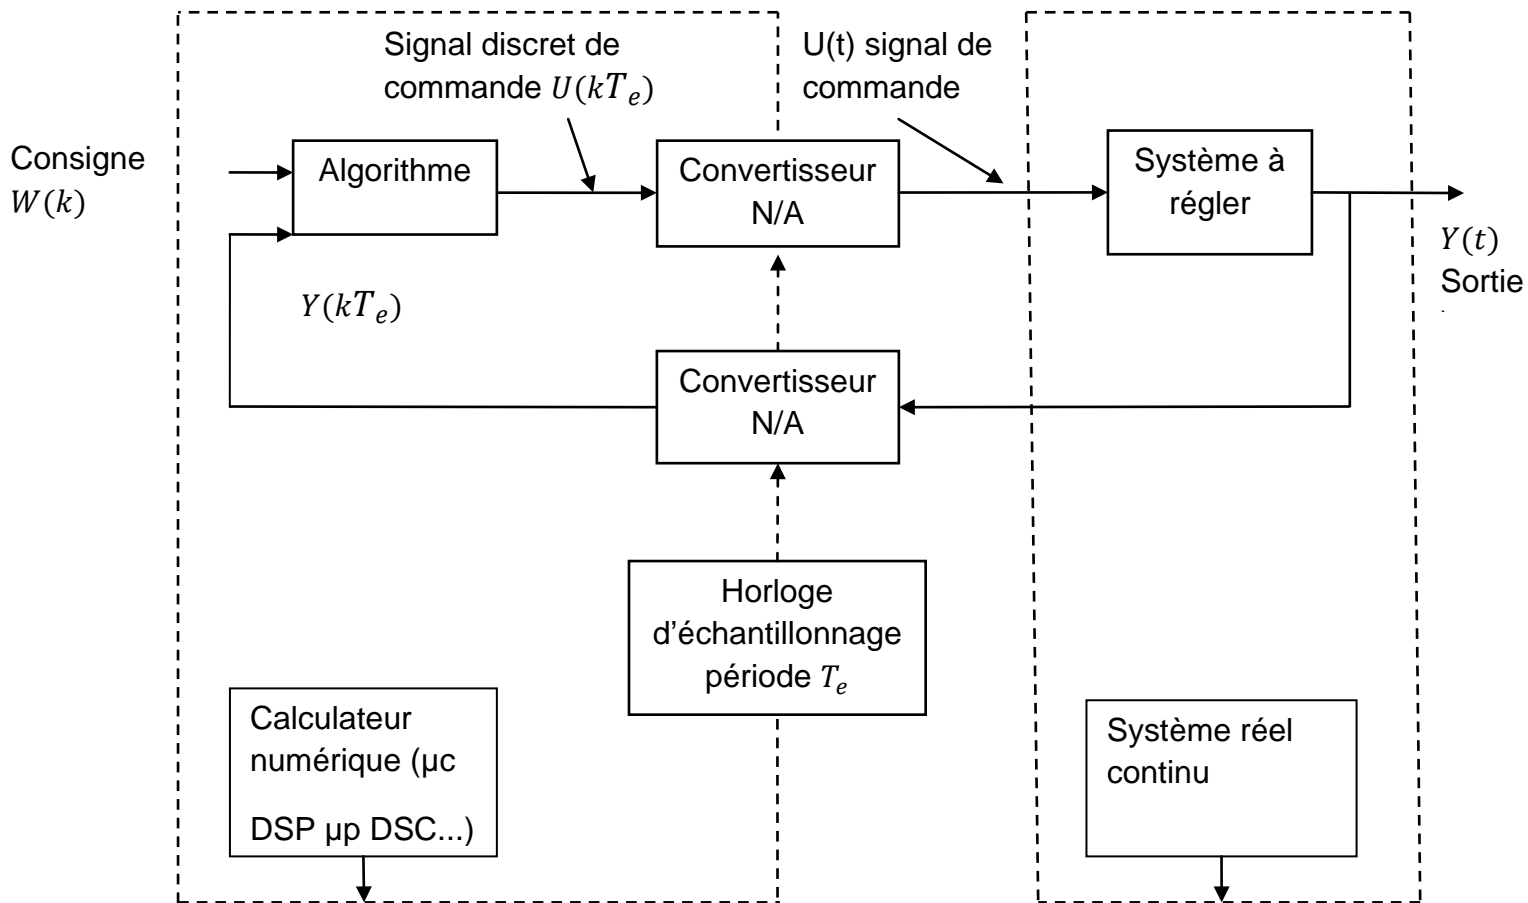 Signal discret de
commande U(kTₑ)
U(t) signal de
commande
Consigne
W(k)
Algorithme
Convertisseur
N/A
Système à
régler
Y(t)
Sortie
Y(kTₑ)
Convertisseur
N/A
Horloge
d'échantillonnage
période Tₑ
Calculateur
numérique (µc
DSP µp DSC...)
Système réel
continu